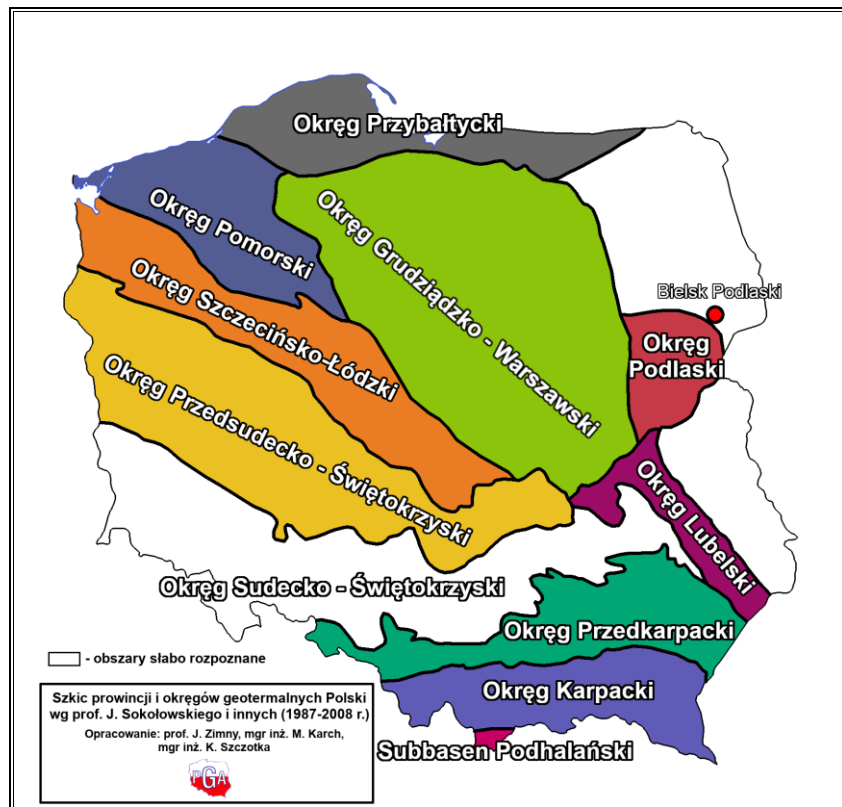 Okręg Przybałtycki
Okręg Pomorski
Okręg Grudziądzko - Warszawski
Okręg Szczecińsko-Łódzki
Bielsk Podlaski
Okręg
Podlaski
Okręg Przedsudecko - Świętokrzyski
Okręg Lubelski
Okręg Sudecko - Świętokrzyski
Okręg Przedkarpacki
- obszary słabo rozpoznane
Okręg Karpacki
Subbasen Podhalański
Szkic prowincji i okręgów geotermalnych Polski
wg prof. J. Sokołowskiego i innych (1987-2008 r.)
Opracowanie: prof. J. Zimny, mgr inż. M. Karch,
mgr inż. K. Szczotka
PGA